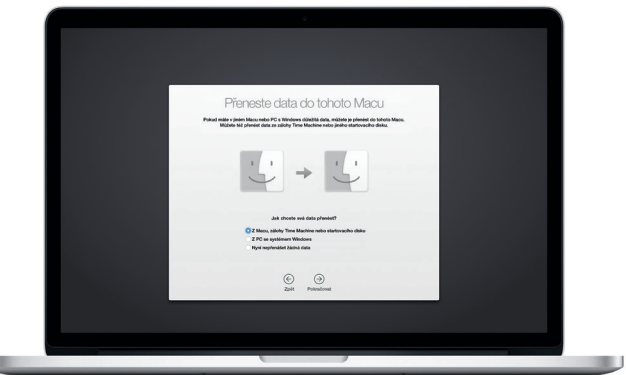 Přeneste data do tohoto Macu
Pokud máte v jiném Macu nebo PC s Windows důležitá data, můžete je přenést do tohoto Macu.
Můžete též přenést data ze zálohy Time Machine nebo jiného startovacího disku.
Jak chcete svá data přenést?
Z Macu, zálohy Time Machine nebo startovacího disku
Z PC se systémem Windows
Nyní nepřenášet žádná data
Zpět Pokračovat